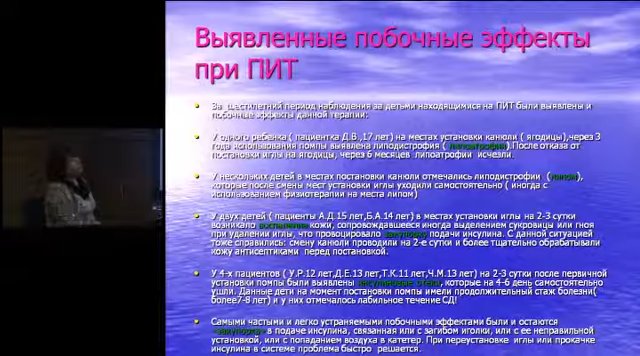 Выявленные побочные эффекты
при ПИТ
За шестилетний период наблюдения за детьми находящимися на ПИТ были выявлены и
побочные эффекты данной терапии:
У одного ребенка ( пациентка Д.В.,17 лет) на местах установки канюли ( ягодицы),через 3
года использования помпы выявлена липодистрофия ( липоатрофия).После отказа от
постановки иглы на ягодицы, через 6 месяцев липоатрофии исчезли.
У нескольких детей в местах постановки канюли отмечались липодистрофии (липом),
которые после смены мест установки иглы уходили самостоятельно ( иногда с
использованием физиотерапии на места липом)
У двух детей ( пациенты А.Д.15 лет,Б.А.14 лет) в местах установки иглы на 2-3 сутки
возникало воспаление кожи, сопровождавшееся иногда выделением сукровицы или гноя
при удалении иглы, что провоцировало закупорку подачи инсулина. С данной ситуацией
тоже справились: смену канюли проводили на 2-е сутки и более тщательно обрабатывали
кожу антисептиками перед постановкой.
У 4-х пациентов ( У.Р.12 лет,Д.Е.13 лет,Т.К.11 лет,Ч.М.13 лет) на 2-3 сутки после первичной
установки помпы были выявлены инсулиновые отеки, которые на 4-6 день самостоятельно
ушли. Данные дети на момент постановки помпы имели продолжительный стаж болезни(
более7-8 лет) и у них отмечалось лабильное течение СД!
Самыми частыми и легко устраняемыми побочными эффектами были и остаются
«закупорка» в подаче инсулина, связанная или с загибом иголки, или с ее неправильной
установкой, или с попаданием воздуха в катетер. При переустановке иглы или прокачке
инсулина в системе проблема быстро решается.